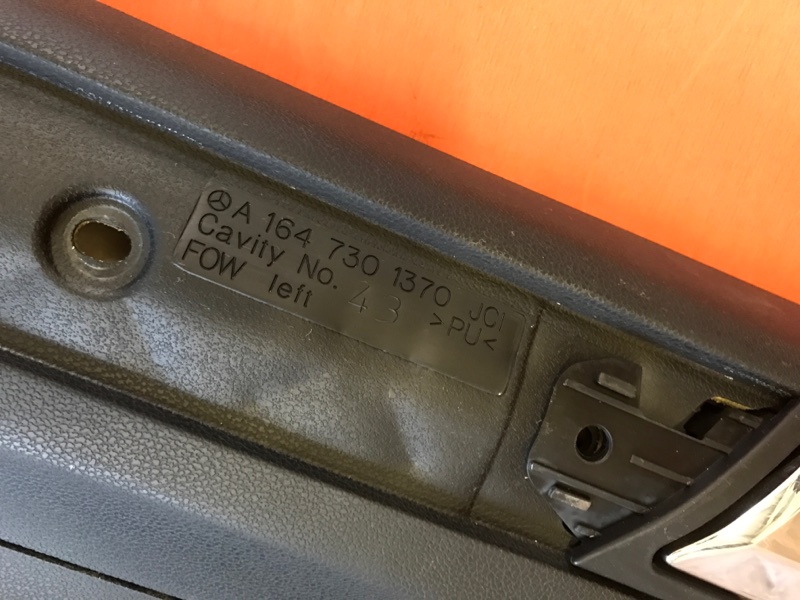 A 164 730 1370 JCI
Cavity No. 43 >PU<
FOW left